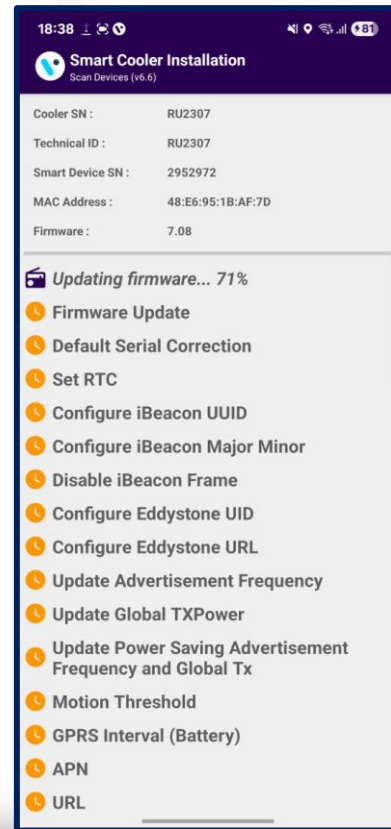 18:38
81
Smart Cooler Installation
Scan Devices (v6.6)
Cooler SN : RU2307
Technical ID : RU2307
Smart Device SN : 2952972
MAC Address : 48:E6:95:1B:AF:7D
Firmware : 7.08
Updating firmware... 71%
Firmware Update
Default Serial Correction
Set RTC
Configure iBeacon UUID
Configure iBeacon Major Minor
Disable iBeacon Frame
Configure Eddystone UID
Configure Eddystone URL
Update Advertisement Frequency
Update Global TXPower
Update Power Saving Advertisement
Frequency and Global Tx
Motion Threshold
GPRS Interval (Battery)
APN
URL